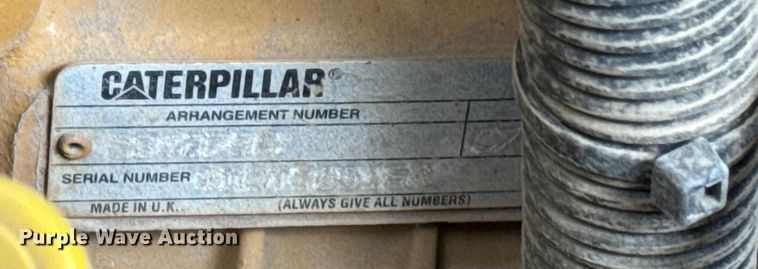 CATERPILLAR®
ARRANGEMENT NUMBER
SERIAL NUMBER
MADE IN U.K. (ALWAYS GIVE ALL NUMBERS)
Purple Wave Auction